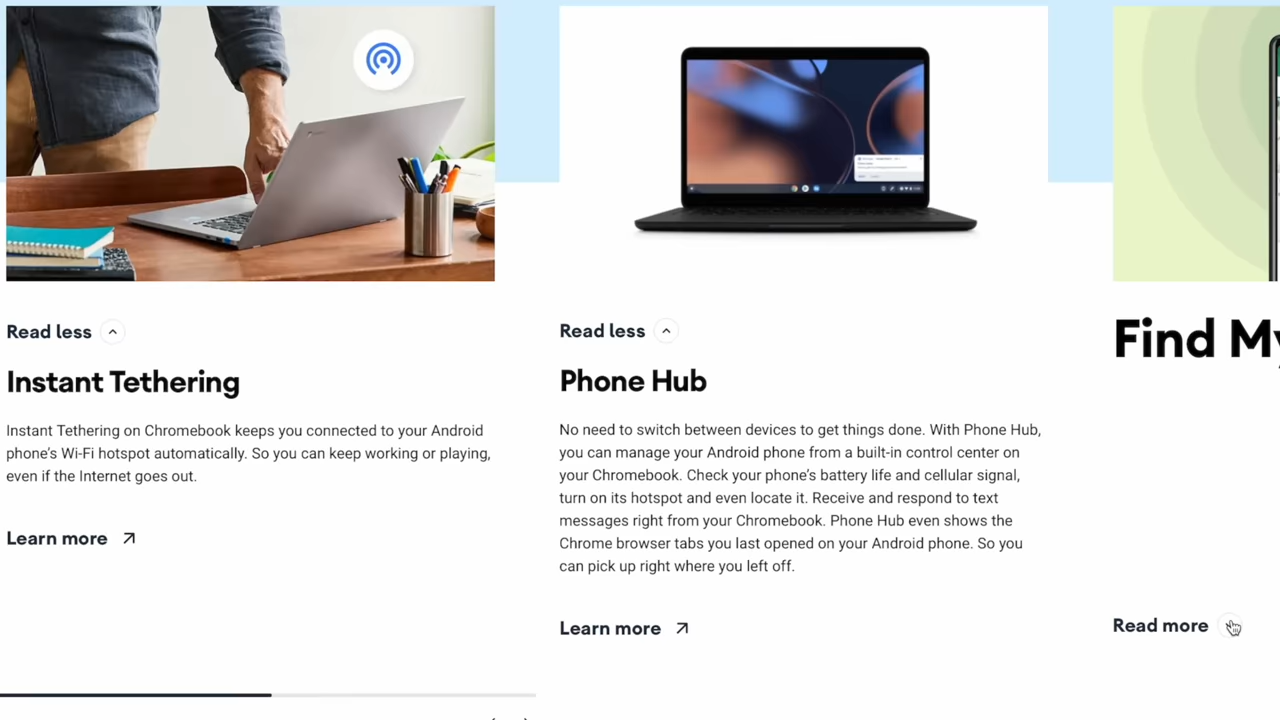 Read less
Instant Tethering
Instant Tethering on Chromebook keeps you connected to your Android
phone's Wi-Fi hotspot automatically. So you can keep working or playing,
even if the Internet goes out.
Learn more
Read less
Phone Hub
No need to switch between devices to get things done. With Phone Hub,
you can manage your Android phone from a built-in control center on
your Chromebook. Check your phone's battery life and cellular signal,
turn on its hotspot and even locate it. Receive and respond to text
messages right from your Chromebook. Phone Hub even shows the
Chrome browser tabs you last opened on your Android phone. So you
can pick up right where you left off.
Learn more
Find My
Read more